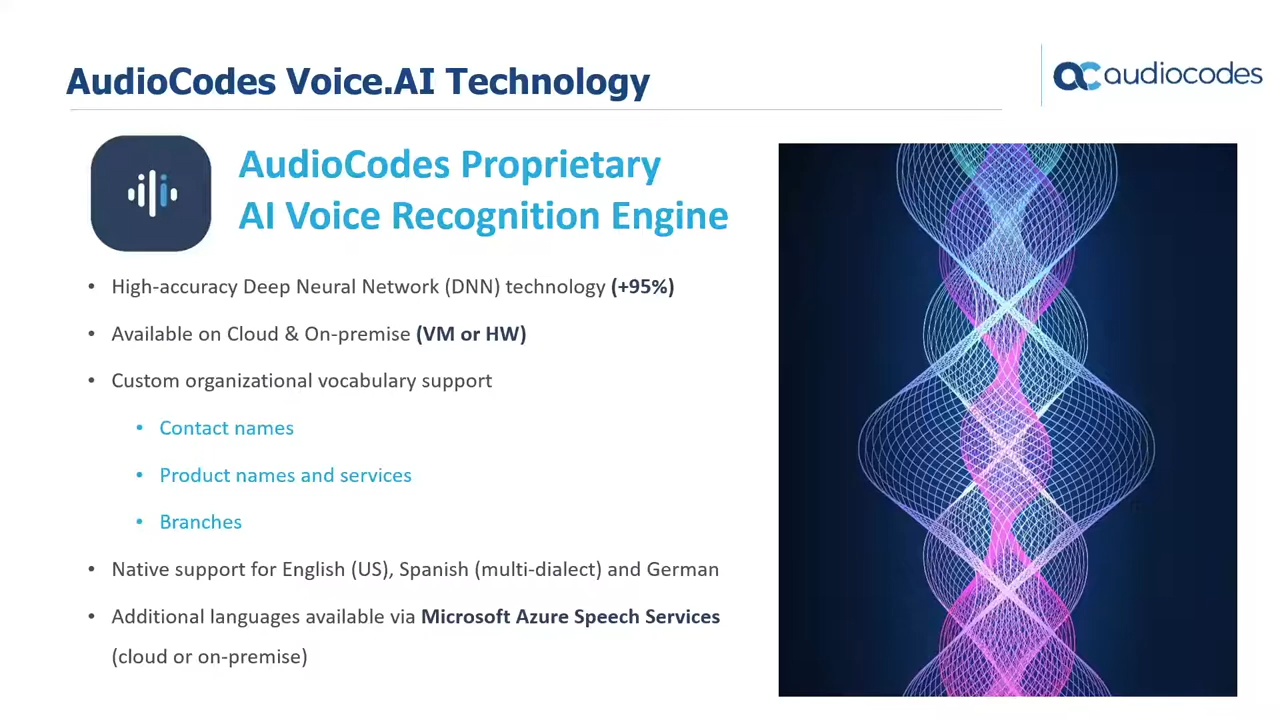 AudioCodes Voice.AI Technology
audiocodes
AudioCodes Proprietary
AI Voice Recognition Engine
• High-accuracy Deep Neural Network (DNN) technology (+95%)
• Available on Cloud & On-premise (VM or HW)
• Custom organizational vocabulary support
• Contact names
• Product names and services
• Branches
• Native support for English (US), Spanish (multi-dialect) and German
• Additional languages available via Microsoft Azure Speech Services
(cloud or on-premise)